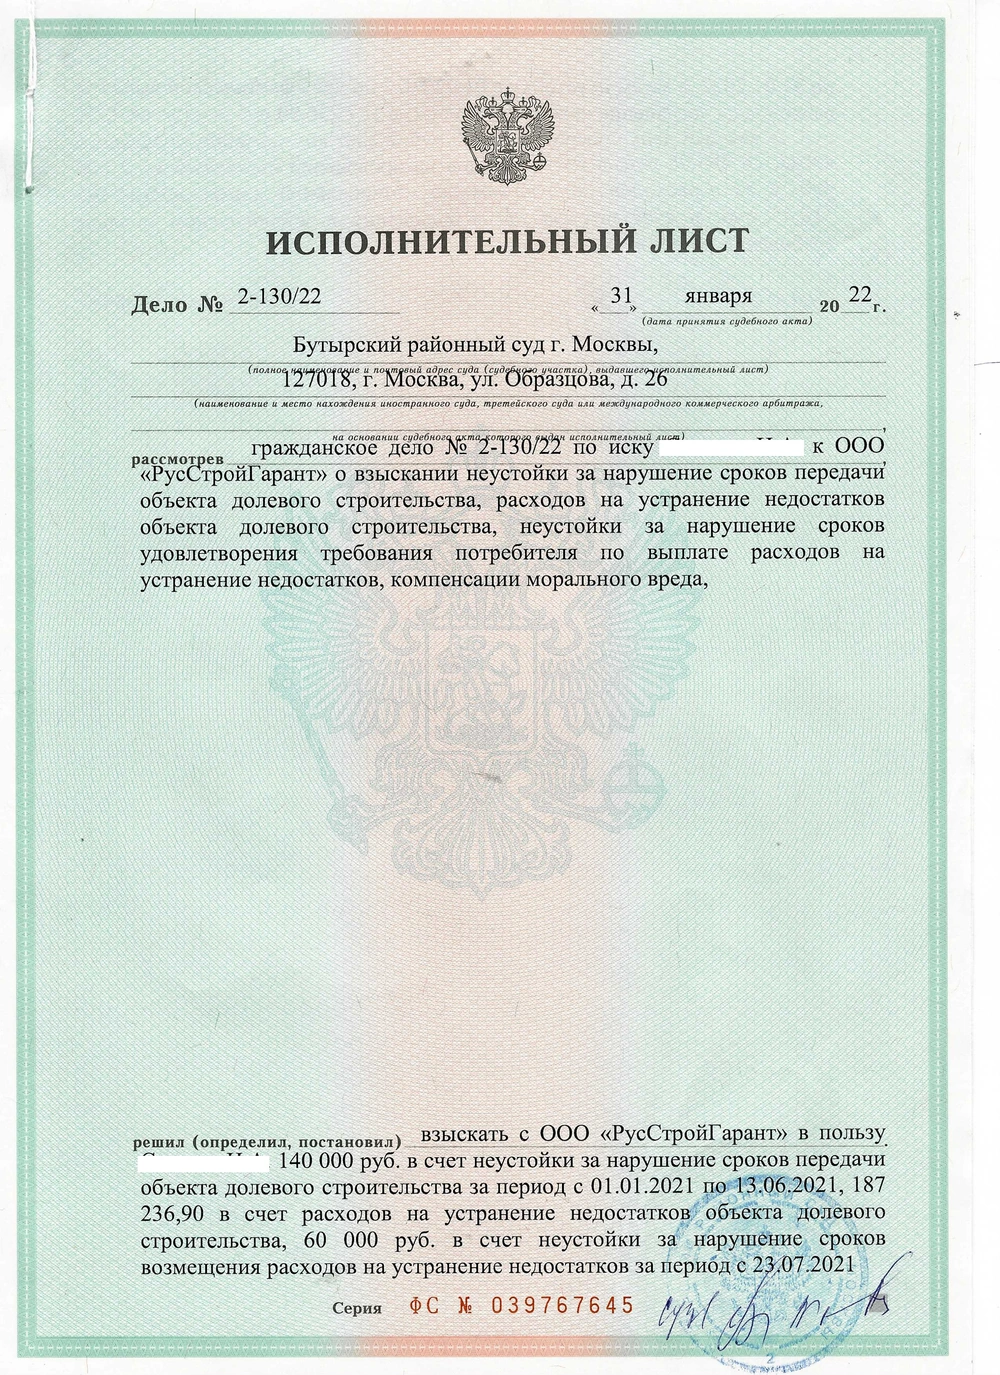 ИСПОЛНИТЕЛЬНЫЙ ЛИСТ
Дело № 2-130/22 «31» января 2022 г.
(дата принятия судебного акта)
Бутырский районный суд г. Москвы,
(полное наименование и почтовый адрес суда (судебного участка), выдавшего исполнительный лист)
127018, г. Москва, ул. Образцова, д. 26
(наименование и место нахождения иностранного суда, третейского суда или международного коммерческого арбитража,
,
на основании судебного акта которого выдан исполнительный лист)
рассмотрев гражданское дело № 2-130/22 по иску к ООО
«РусСтройГарант» о взыскании неустойки за нарушение сроков передачи
объекта долевого строительства, расходов на устранение недостатков
объекта долевого строительства, неустойки за нарушение сроков
удовлетворения требования потребителя по выплате расходов на
устранение недостатков, компенсации морального вреда,
решил (определил, постановил) взыскать с ООО «РусСтройГарант» в пользу
140 000 руб. в счет неустойки за нарушение сроков передачи
объекта долевого строительства за период с 01.01.2021 по 13.06.2021, 187
236,90 в счет расходов на устранение недостатков объекта долевого
строительства, 60 000 руб. в счет неустойки за нарушение сроков
возмещения расходов на устранение недостатков за период с 23.07.2021
Серия ФС № 039767645
2